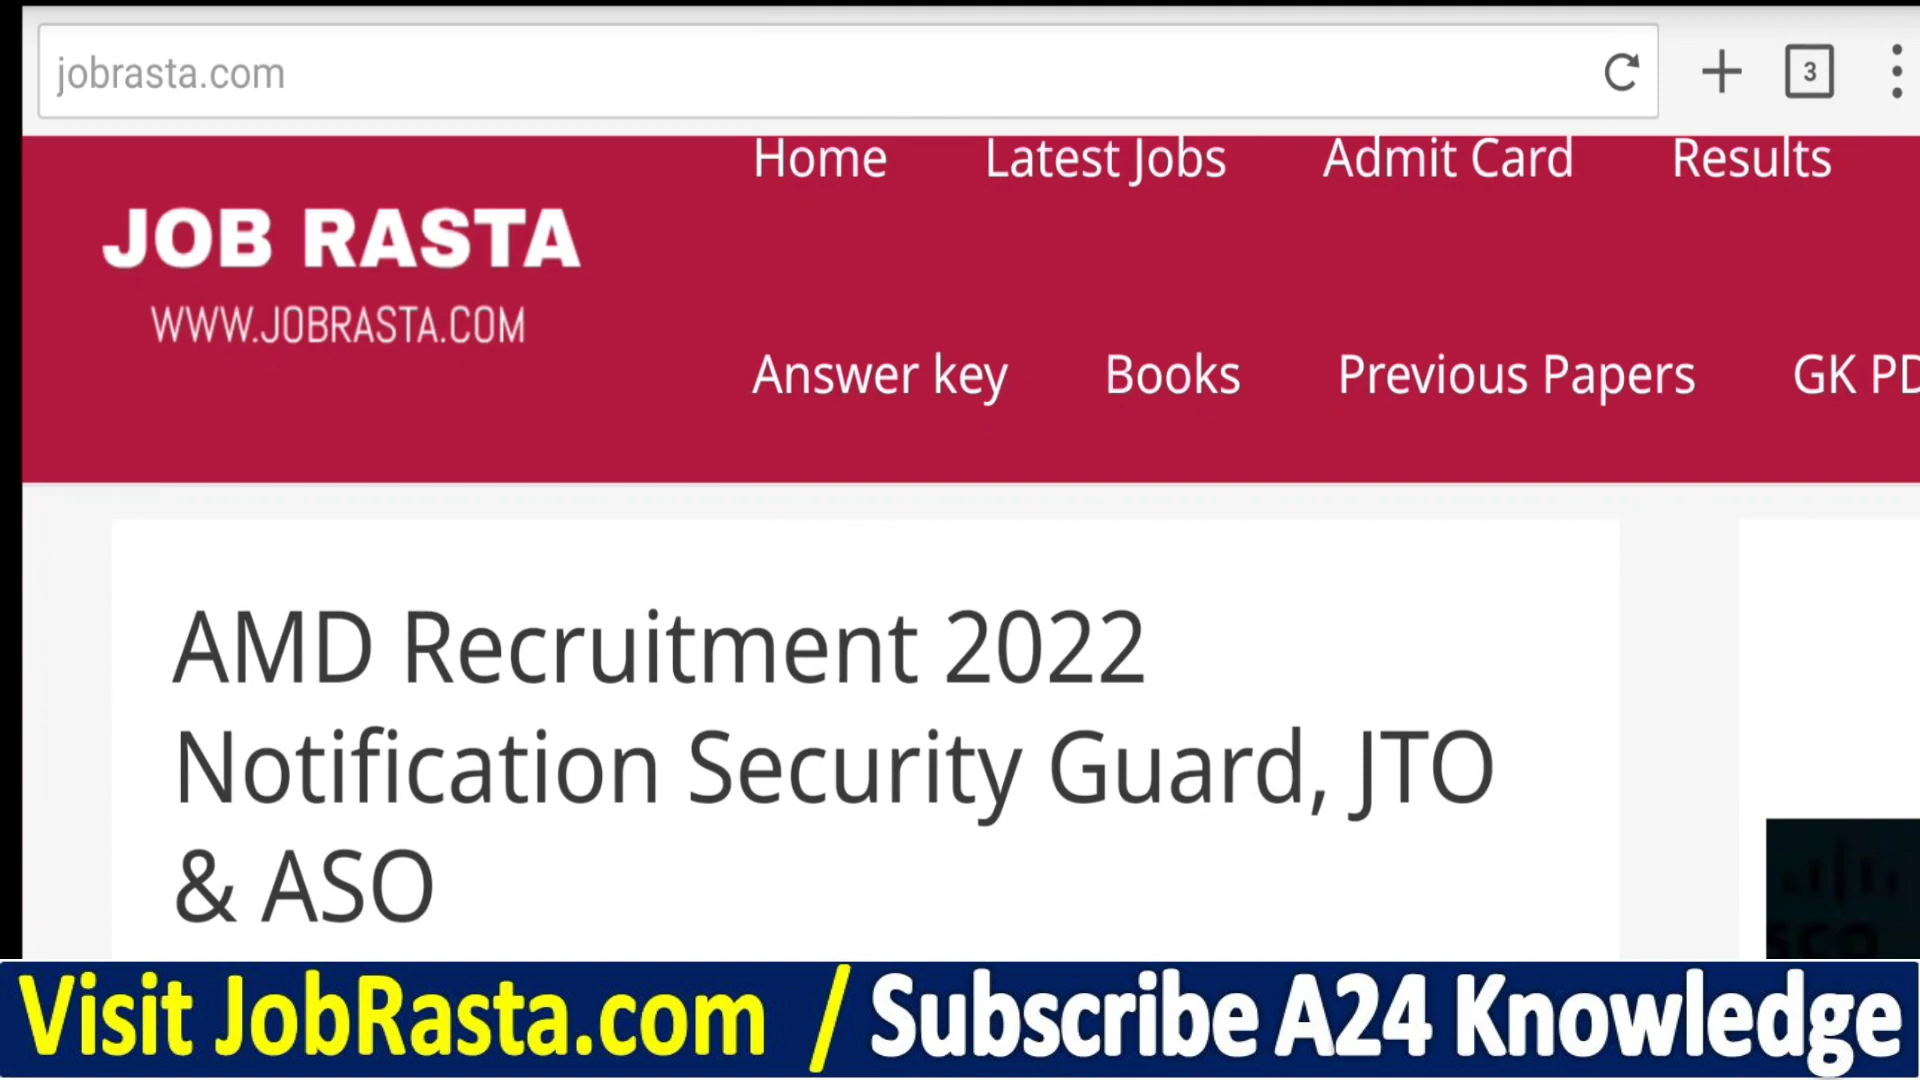 jobrasta.com
3
Home Latest Jobs Admit Card Results
JOB RASTA
WWW.JOBRASTA.COM
Answer key Books Previous Papers GK
AMD Recruitment 2022
Notification Security Guard, JTO
& ASO
Visit JobRasta.com / Subscribe A24 Knowledge